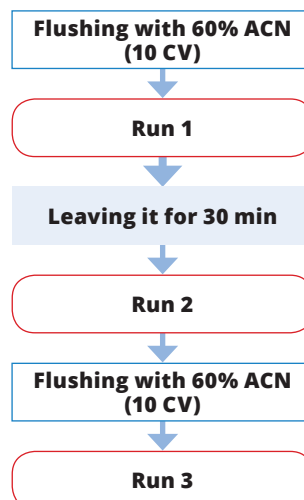 Flushing with 60% ACN
(10 CV)
Run 1
Leaving it for 30 min
Run 2
Flushing with 60% ACN
(10 CV)
Run 3